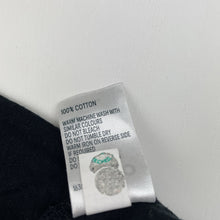 100% COTTON
WARM MACHINE WASH WITH
SIMILAR COLOURS
DO NOT BLEACH
DO NOT TUMBLE DRY
WARM IRON ON REVERSE SIDE
IF REQUIRED